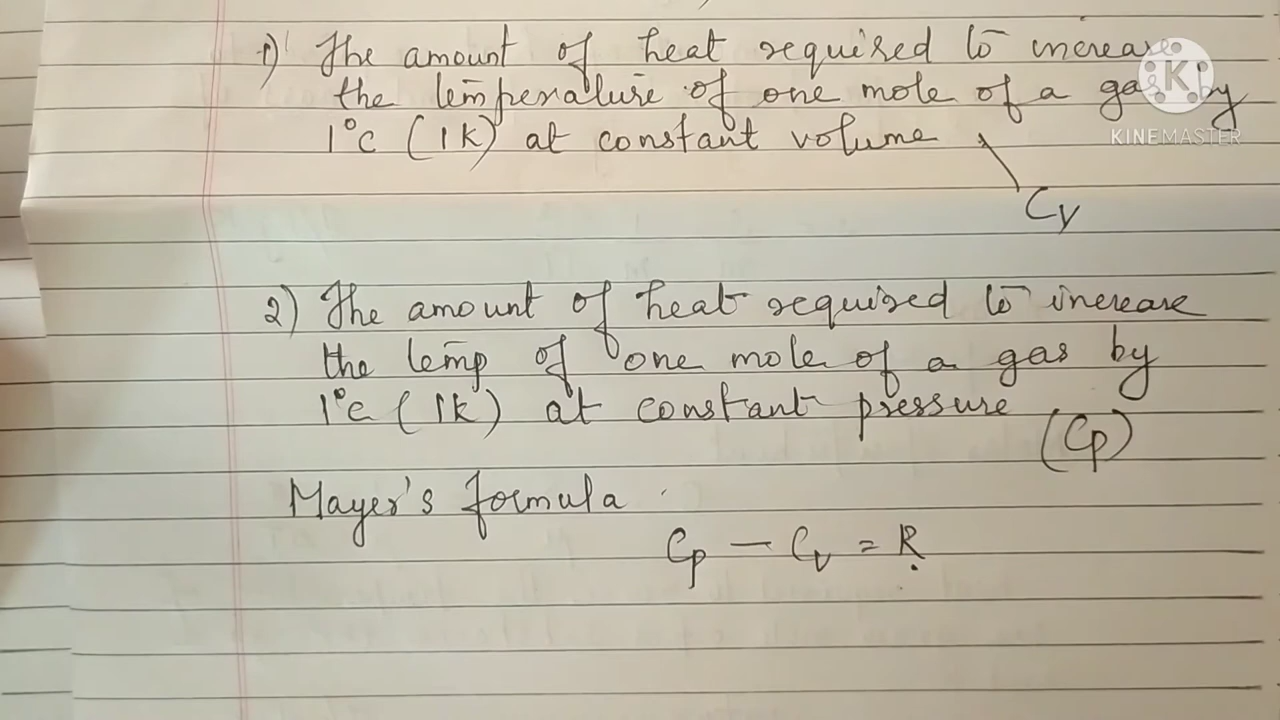 1) The amount of heat required to increase
the temperature of one mole of a gas by
1°C (1K) at constant volume
Cv
2) The amount of heat required to increase
the temp of one mole of a gas by
1°C (1K) at constant pressure
(Cp)
Mayer's formula
Cp — Cv = R
K
KINEMASTER